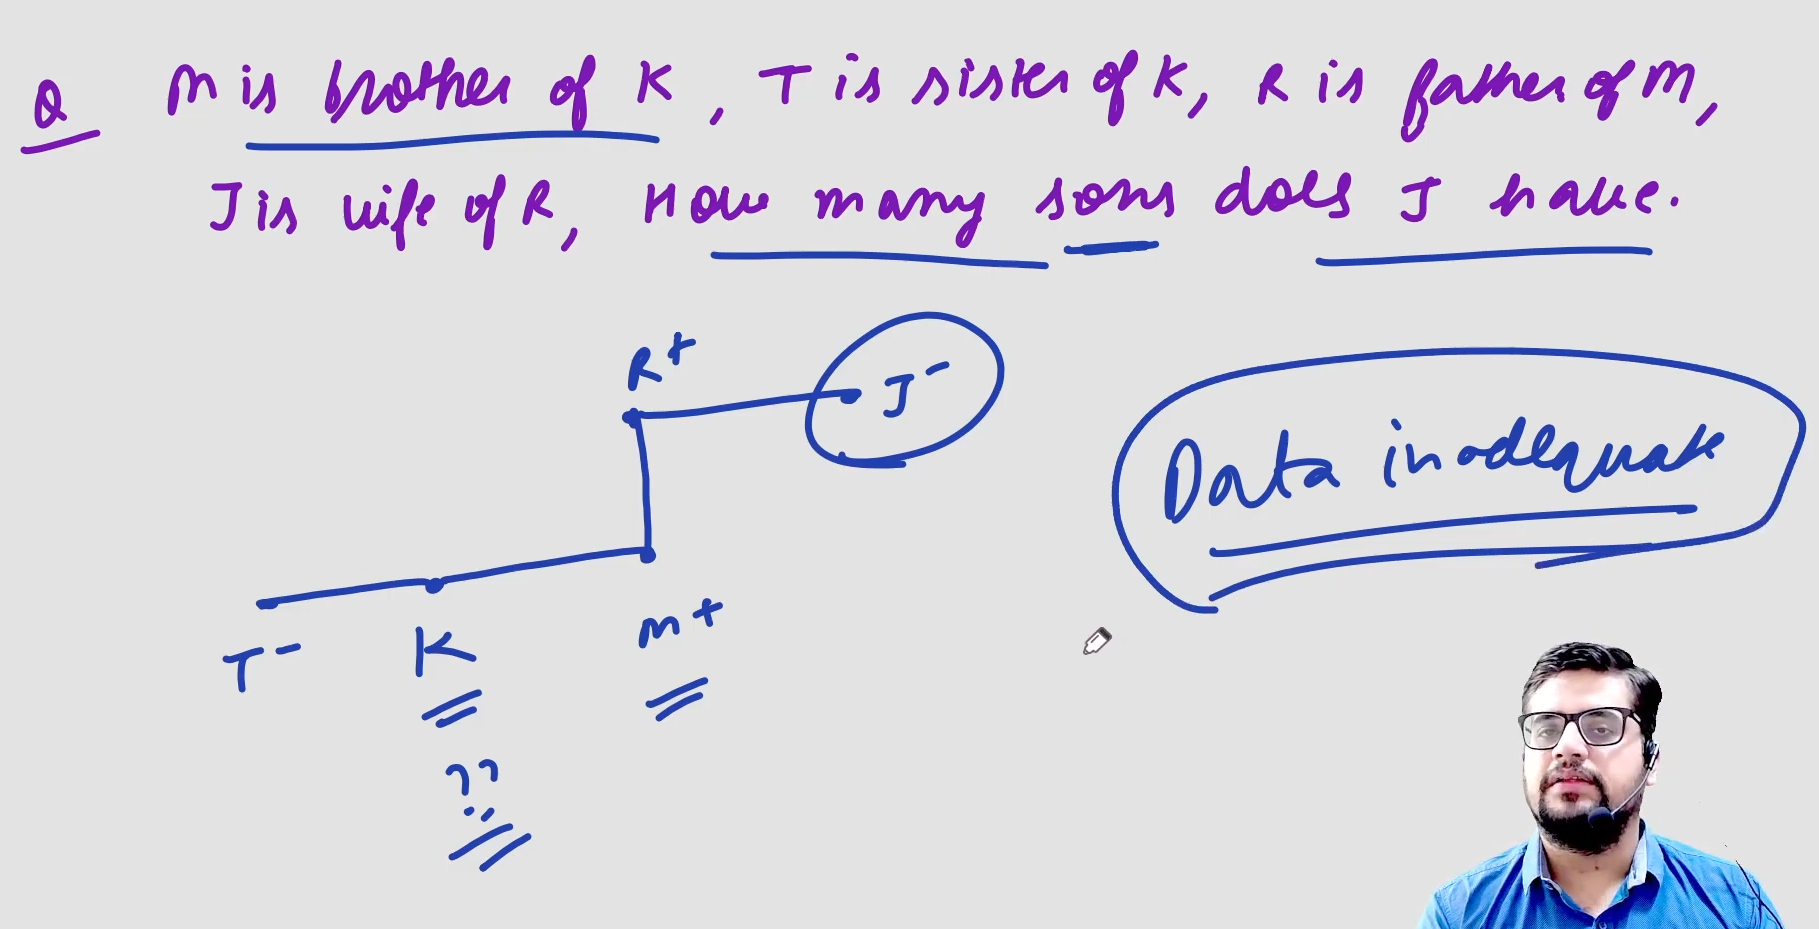 Q M is brother of K, T is sister of K, R is father of M,
J is wife of R, How many sons does J have.
R+
J-
Data inadequate
T- K M+
??